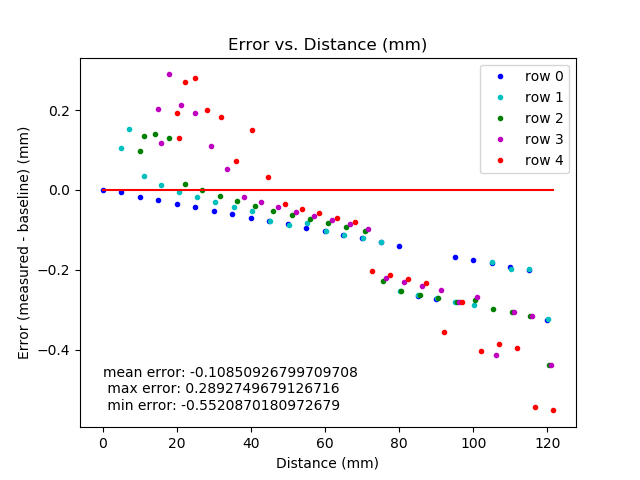 Error vs. Distance (mm)
row 0
row 1
row 2
row 3
row 4
Error (measured - baseline) (mm)
0.2
0.0
−0.2
−0.4
mean error: -0.10850926799709708
max error: 0.2892749679126716
min error: -0.5520870180972679
0 20 40 60 80 100 120
Distance (mm)